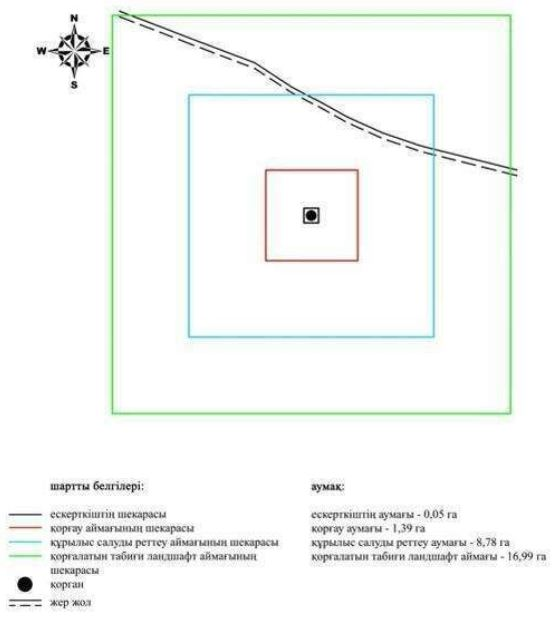 N
W E
S
шартты белгілері:
ескерткіштің шекарасы
қорғау аймағының шекарасы
құрылыс салуды реттеу аймағының шекарасы
қорғалатын табиғи ландшафт аймағының
шекарасы
қорған
жер жол
аумақ:
ескерткіштің аумағы - 0,05 га
қорғау аумағы - 1,39 га
құрылыс салуды реттеу аумағы - 8,78 га
қорғалатын табиғи ландшафт аймағы - 16,99 га